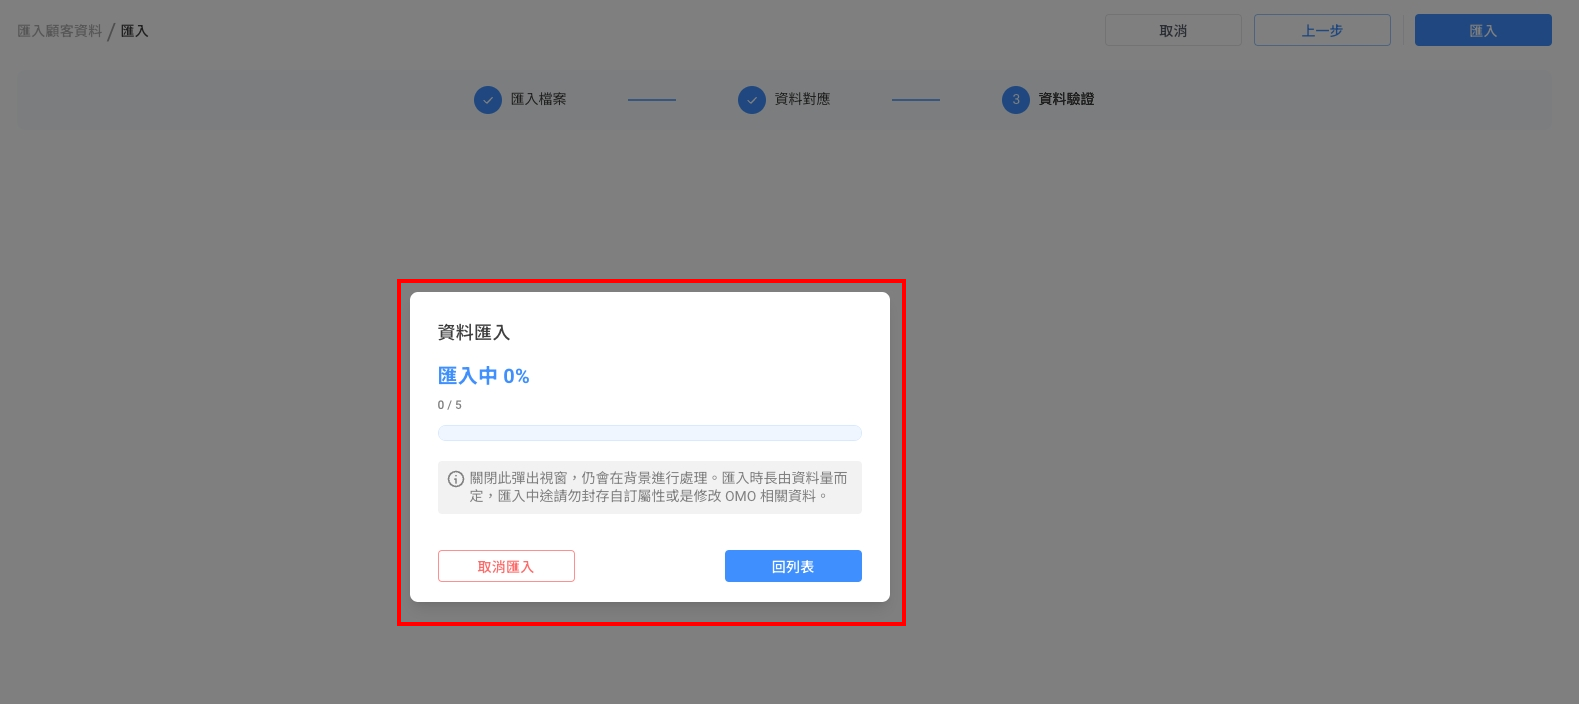 匯入顧客資料 / 匯入
取消
上一步
匯入
匯入檔案
資料對應
3 資料驗證
資料匯入
匯入中 0%
0 / 5
關閉此彈出視窗，仍會在背景進行處理。匯入時長由資料量而
定，匯入中途請勿封存自訂屬性或是修改 OMO 相關資料。
取消匯入
回列表